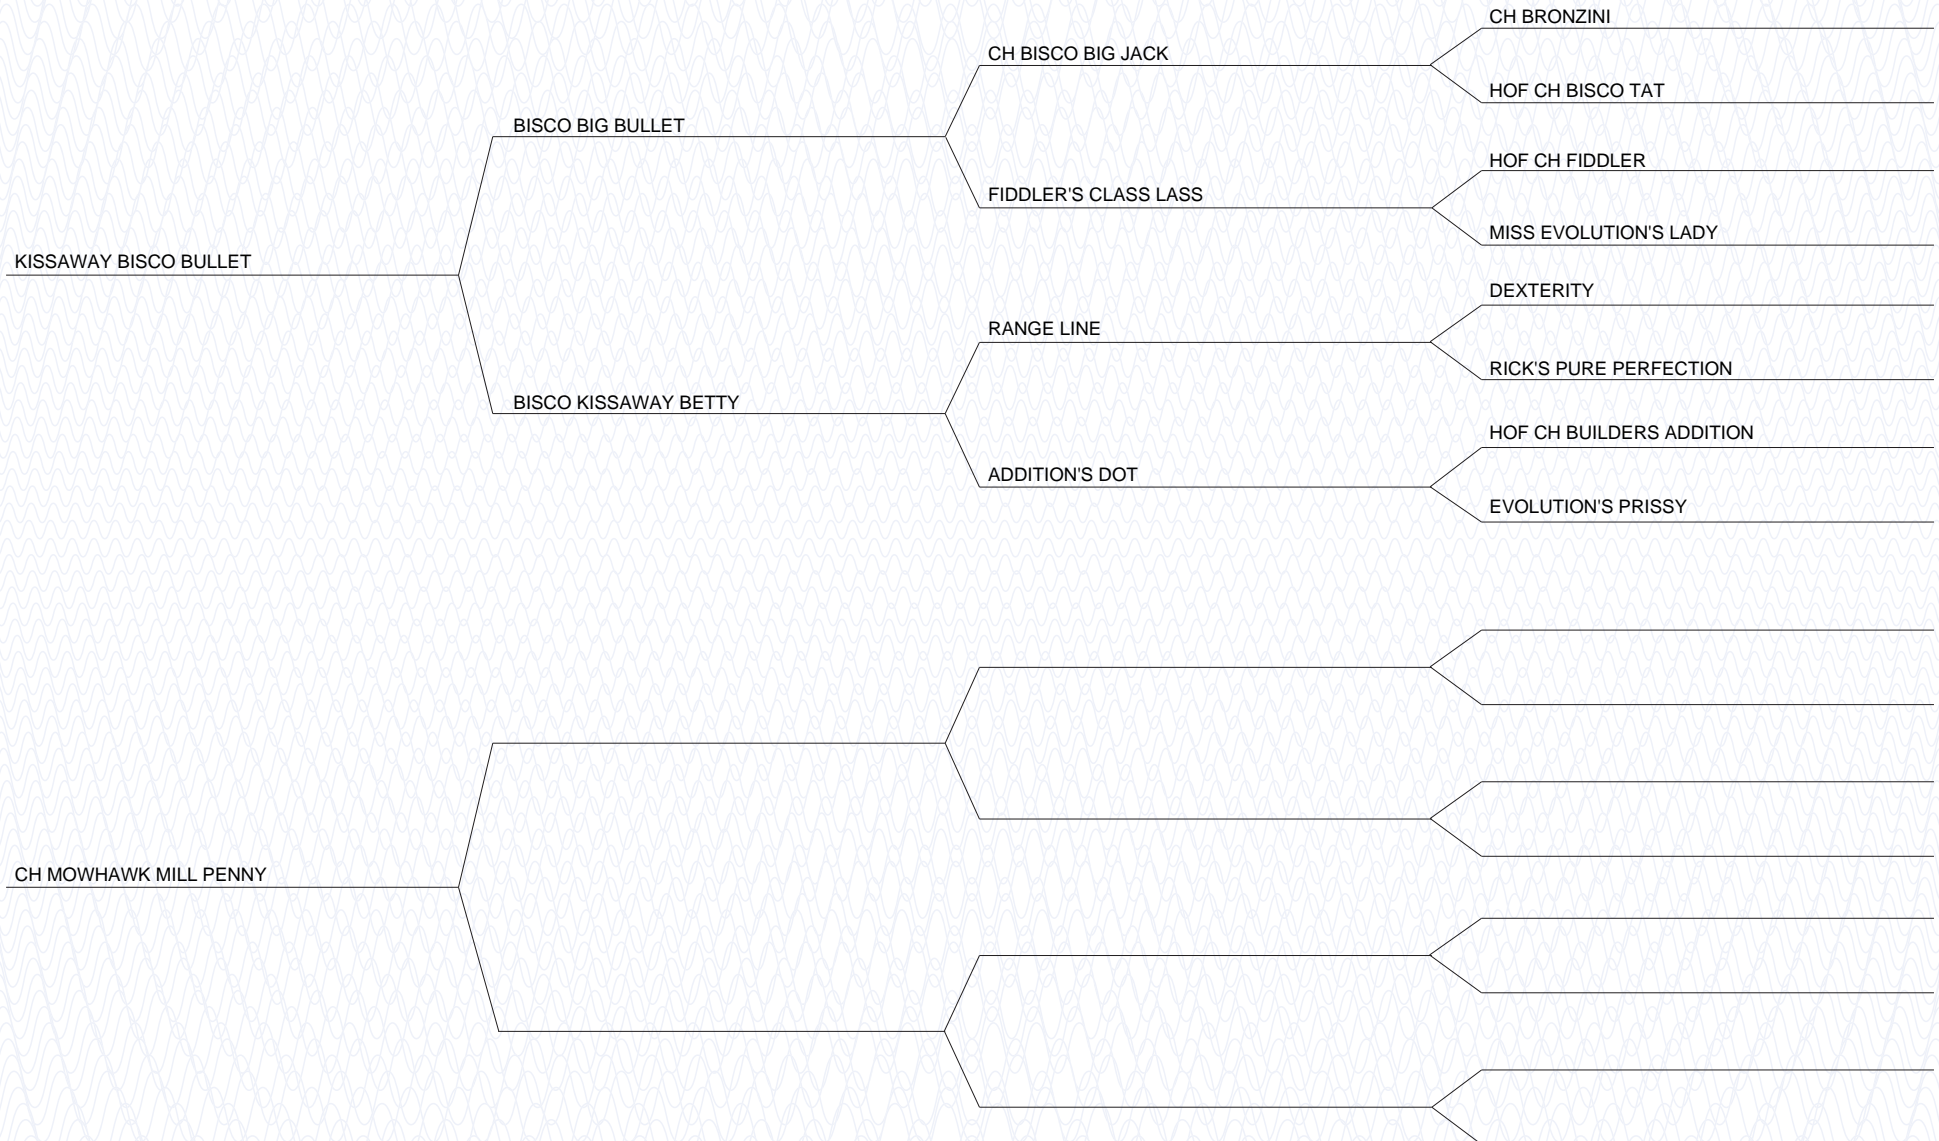 CH BRONZINI
CH BISCO BIG JACK
HOF CH BISCO TAT
BISCO BIG BULLET
HOF CH FIDDLER
FIDDLER'S CLASS LASS
MISS EVOLUTION'S LADY
KISSAWAY BISCO BULLET
DEXTERITY
RANGE LINE
RICK'S PURE PERFECTION
BISCO KISSAWAY BETTY
HOF CH BUILDERS ADDITION
ADDITION'S DOT
EVOLUTION'S PRISSY
CH MOWHAWK MILL PENNY